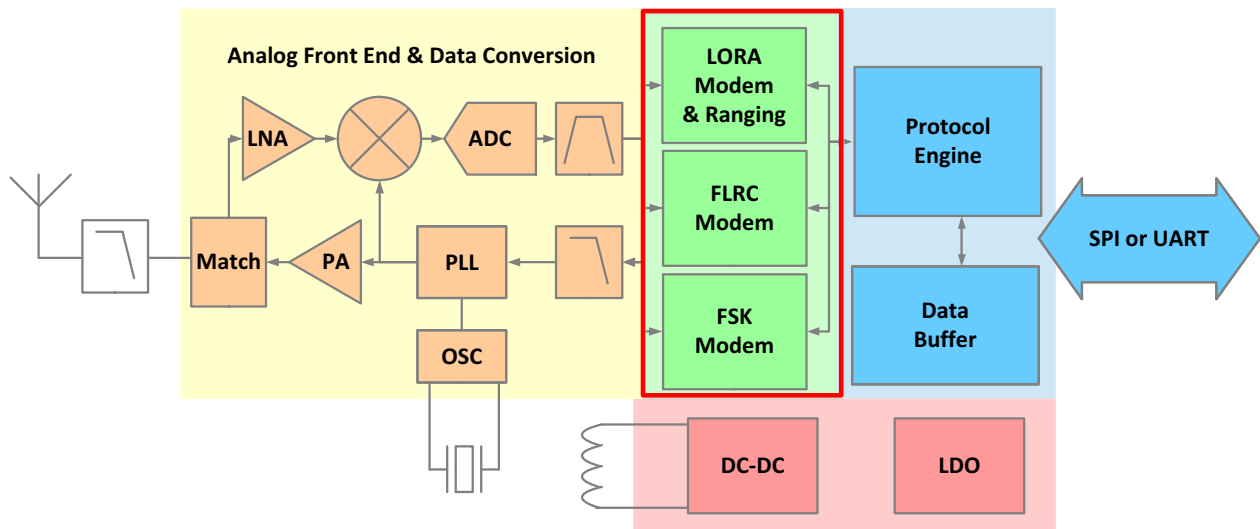 Analog Front End & Data Conversion
LNA
ADC
LORA
Modem
& Ranging
Protocol
Engine
FLRC
Modem
SPI or UART
Match
PA
PLL
FSK
Modem
Data
Buffer
OSC
DC-DC
LDO